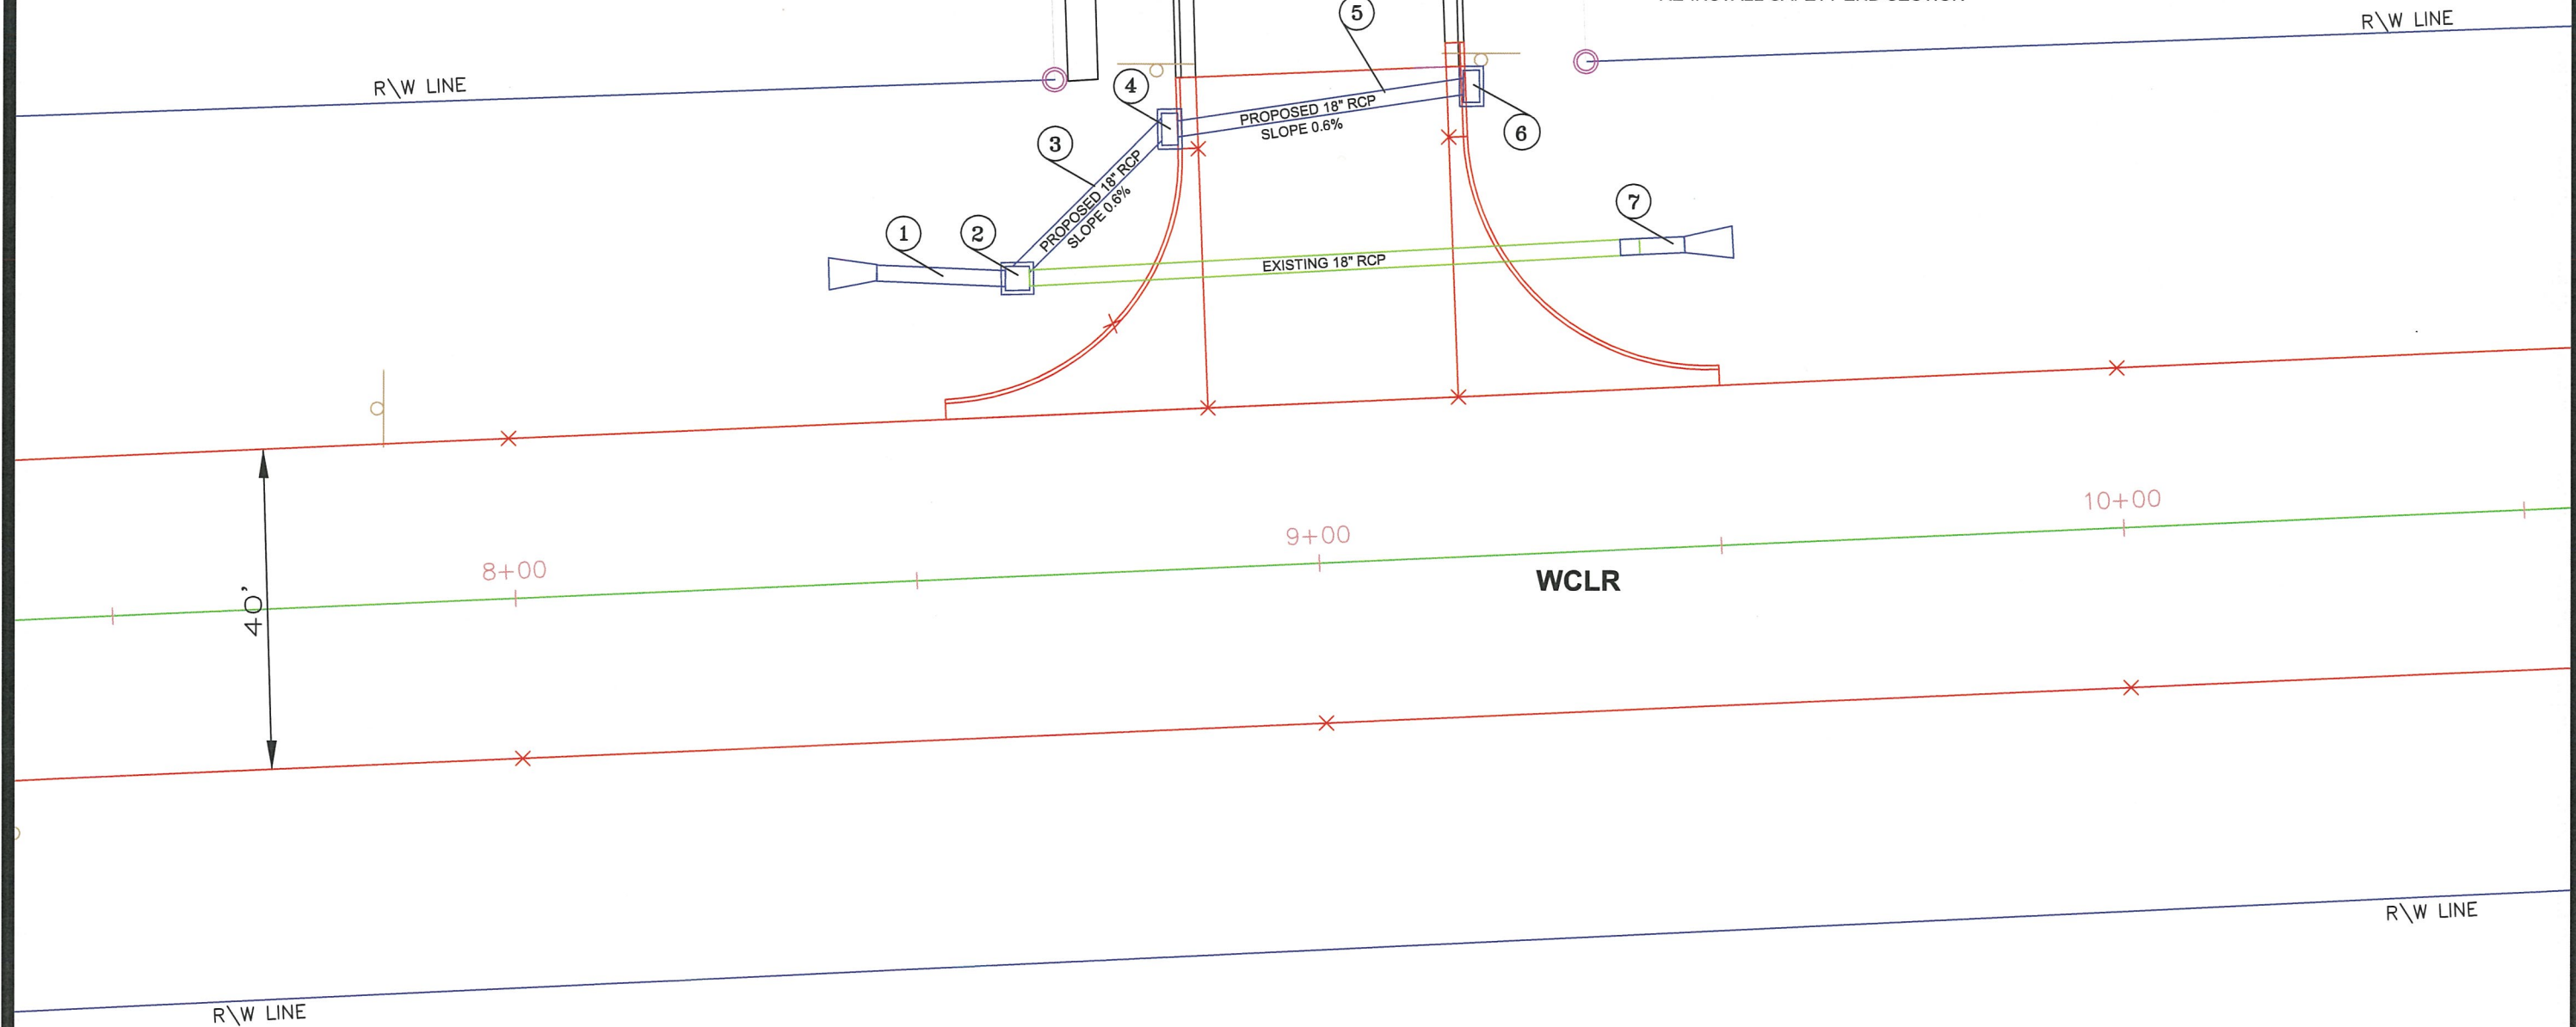 5
R\W LINE
R\W LINE
4
PROPOSED 18" RCP
SLOPE 0.6%
6
3
PROPOSED 18" RCP
SLOPE 0.6%
7
1
2
EXISTING 18" RCP
10+00
9+00
8+00
WCLR
40'
R\W LINE
R\W LINE